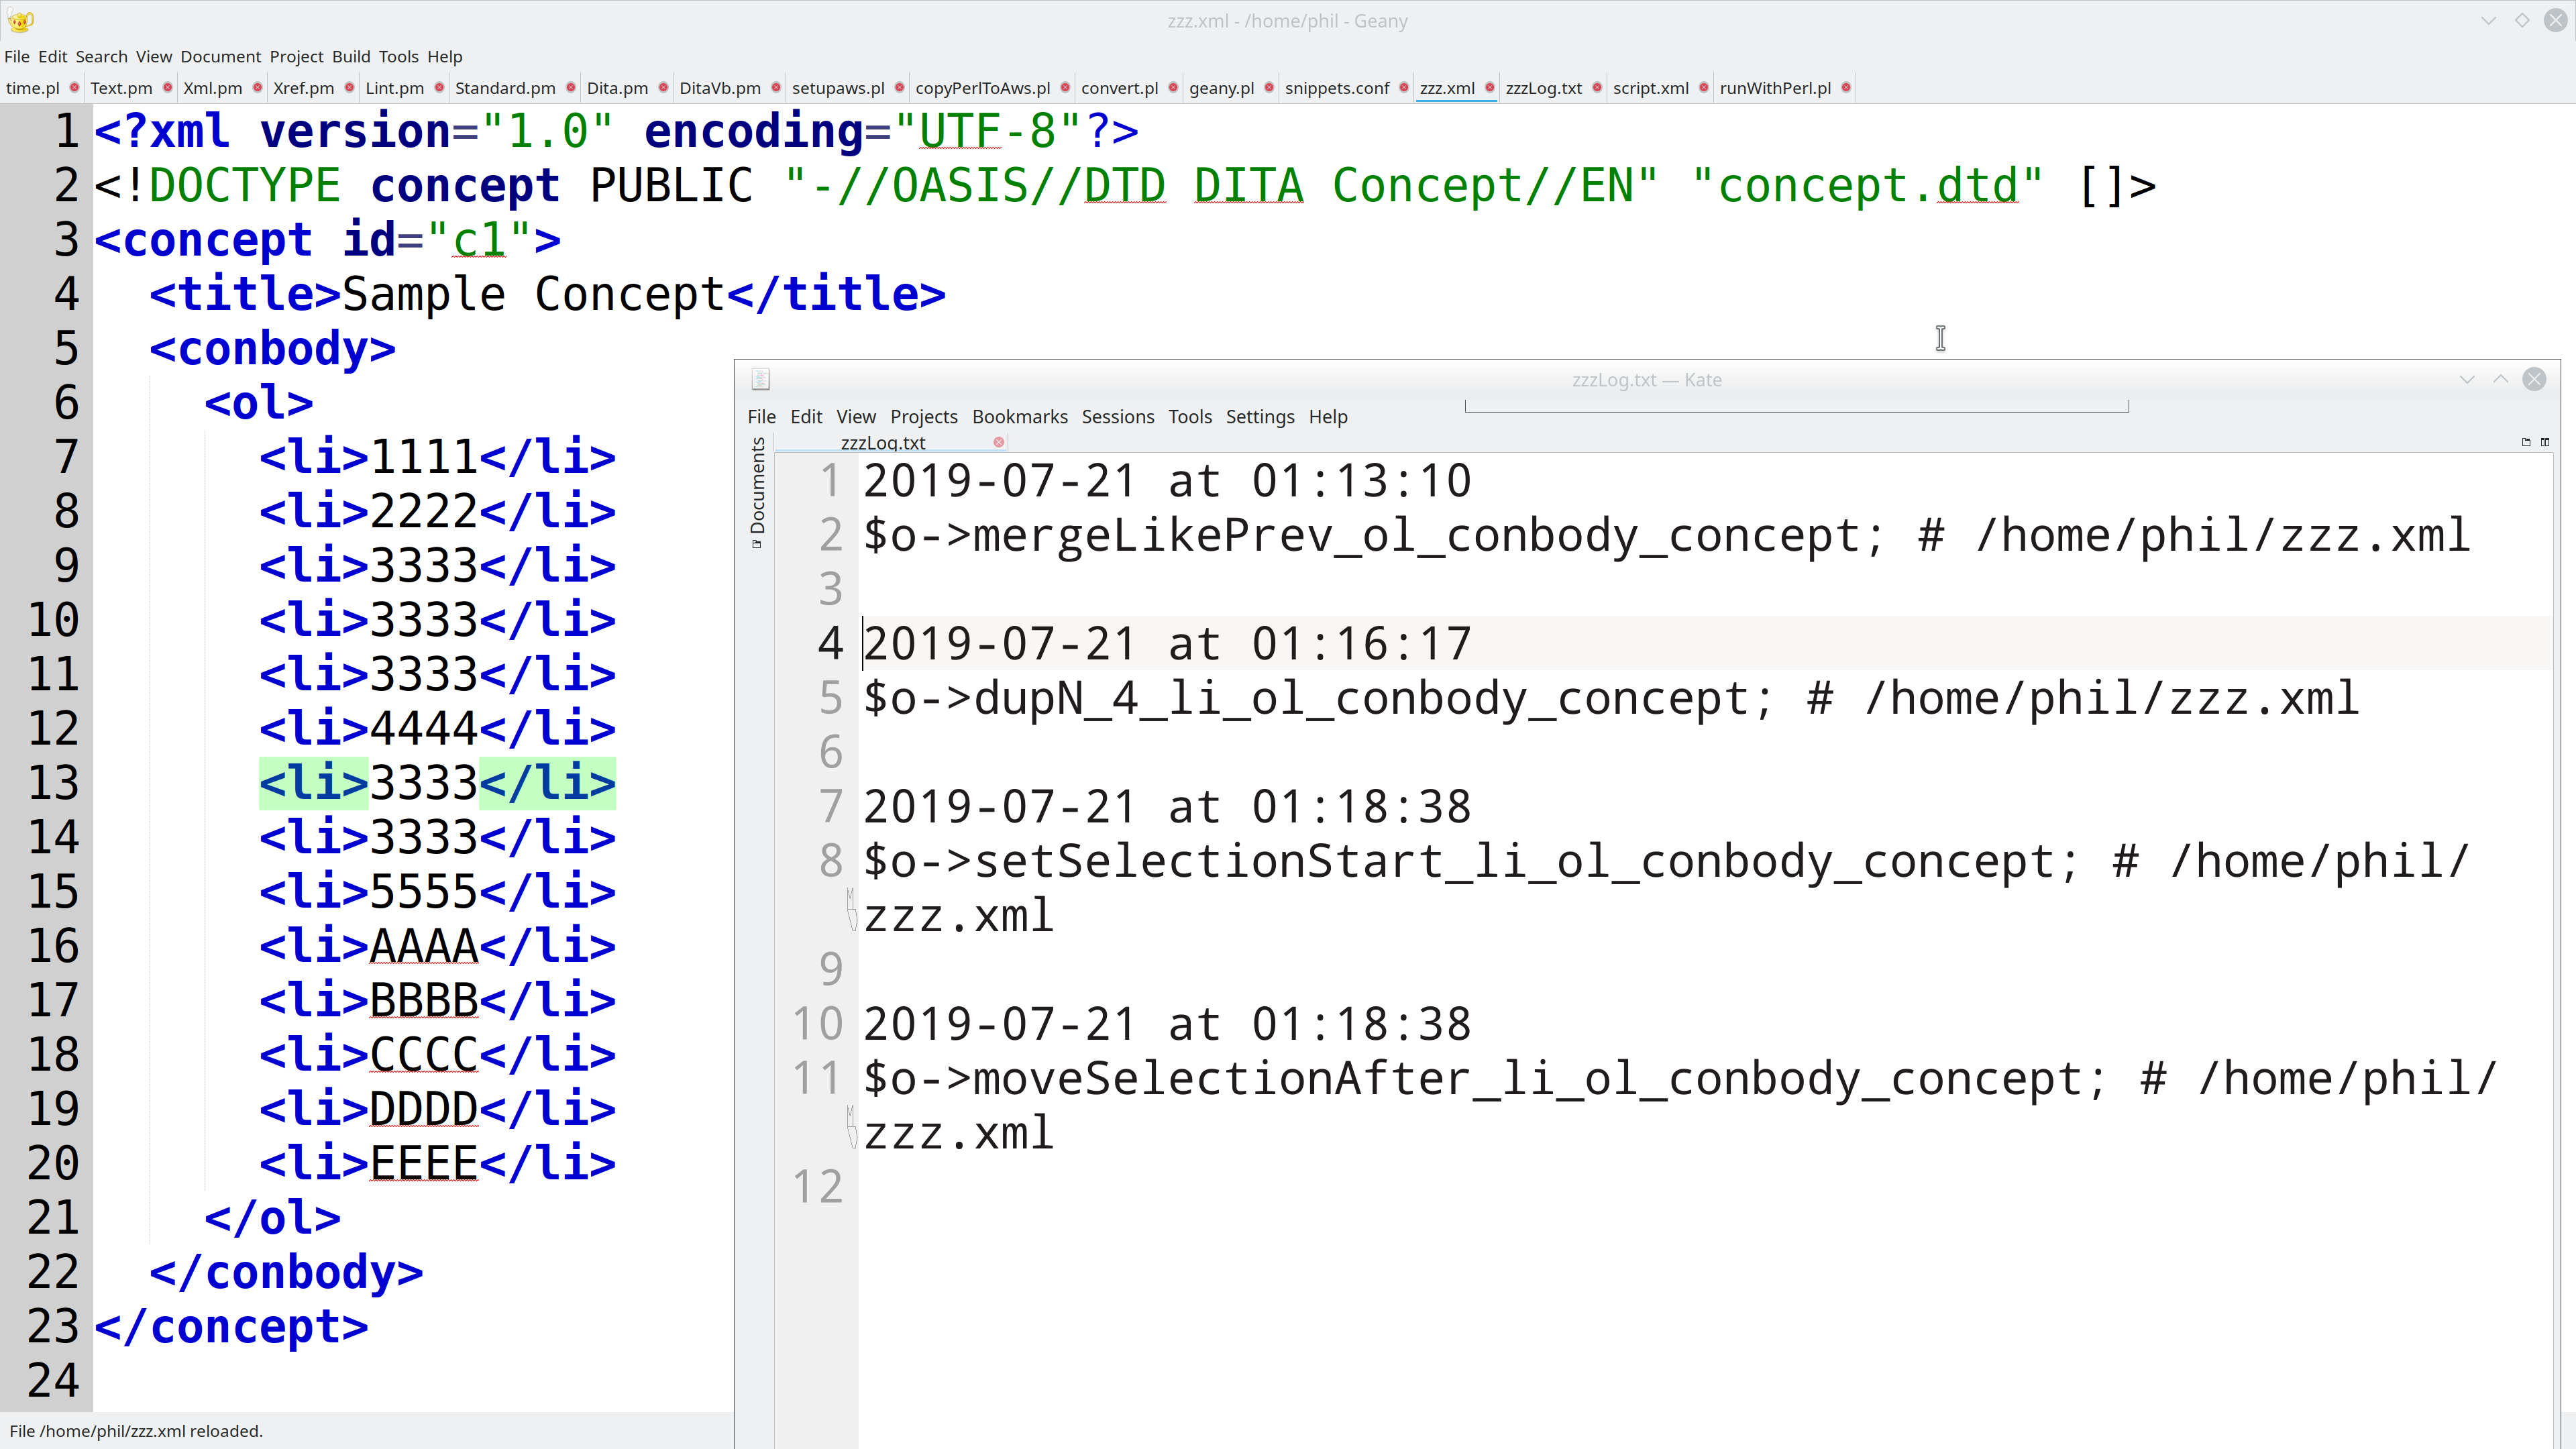 zzz.xml - /home/phil - Geany
File Edit Search View Document Project Build Tools Help
time.pl Text.pm Xml.pm Xref.pm Lint.pm Standard.pm Dita.pm DitaVb.pm setupaws.pl copyPerlToAws.pl convert.pl geany.pl snippets.conf zzz.xml zzzLog.txt script.xml runWithPerl.pl
1 <?xml version="1.0" encoding="UTF-8"?>
2 <!DOCTYPE concept PUBLIC "-//OASIS//DTD DITA Concept//EN" "concept.dtd" []>
3 <concept id="c1">
4 <title>Sample Concept</title>
5 <conbody>
6 <ol>
7 <li>1111</li>
8 <li>2222</li>
9 <li>3333</li>
10 <li>3333</li>
11 <li>3333</li>
12 <li>4444</li>
13 <li>3333</li>
14 <li>3333</li>
15 <li>5555</li>
16 <li>AAAA</li>
17 <li>BBBB</li>
18 <li>CCCC</li>
19 <li>DDDD</li>
20 <li>EEEE</li>
21 </ol>
22 </conbody>
23 </concept>
24
File /home/phil/zzz.xml reloaded.
zzzLog.txt — Kate
File Edit View Projects Bookmarks Sessions Tools Settings Help
zzzLog.txt
Documents
1 2019-07-21 at 01:13:10
2 $o->mergeLikePrev_ol_conbody_concept; # /home/phil/zzz.xml
3
4 2019-07-21 at 01:16:17
5 $o->dupN_4_li_ol_conbody_concept; # /home/phil/zzz.xml
6
7 2019-07-21 at 01:18:38
8 $o->setSelectionStart_li_ol_conbody_concept; # /home/phil/
zzz.xml
9
10 2019-07-21 at 01:18:38
11 $o->moveSelectionAfter_li_ol_conbody_concept; # /home/phil/
zzz.xml
12